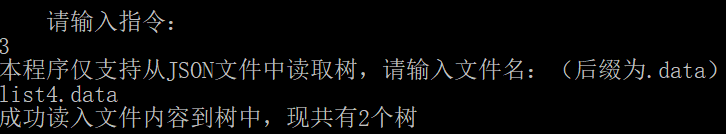 请输入指令：
3
本程序仅支持从JSON文件中读取树，请输入文件名：（后缀为.data）
list4.data
成功读入文件内容到树中，现共有2个树